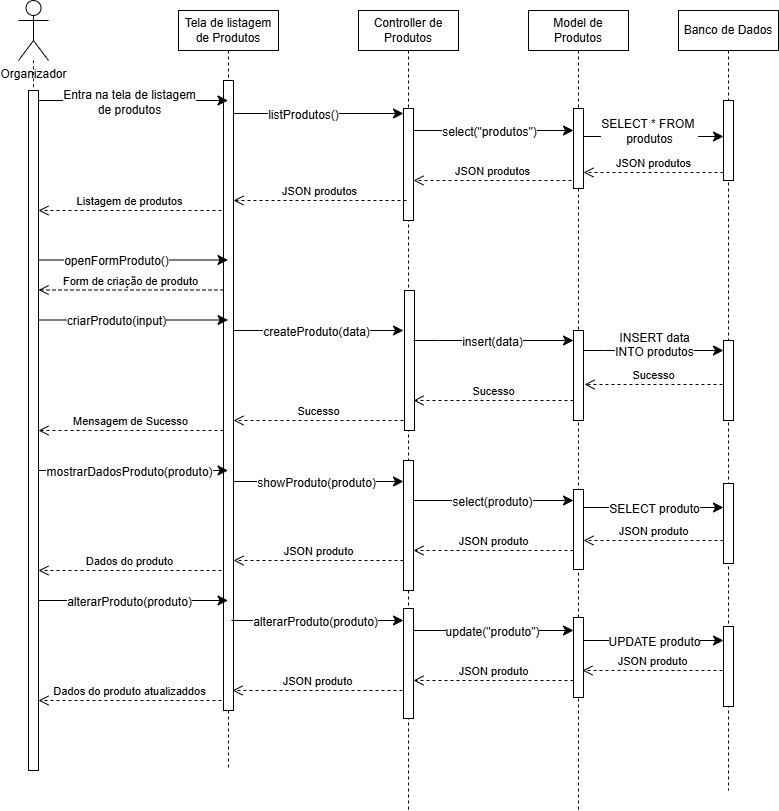 Tela de listagem
de Produtos
Controller de
Produtos
Model de
Produtos
Banco de Dados
Organizador
Entra na tela de listagem
de produtos
listProdutos()
select("produtos")
SELECT * FROM
produtos
JSON produtos
JSON produtos
JSON produtos
Listagem de produtos
openFormProduto()
Form de criação de produto
criarProduto(input)
createProduto(data)
insert(data)
INSERT data
INTO produtos
Sucesso
Sucesso
Sucesso
Mensagem de Sucesso
mostrarDadosProduto(produto)
showProduto(produto)
select(produto)
SELECT produto
JSON produto
JSON produto
JSON produto
Dados do produto
alterarProduto(produto)
alterarProduto(produto)
update("produto")
UPDATE produto
JSON produto
JSON produto
JSON produto
Dados do produto atualizaddos